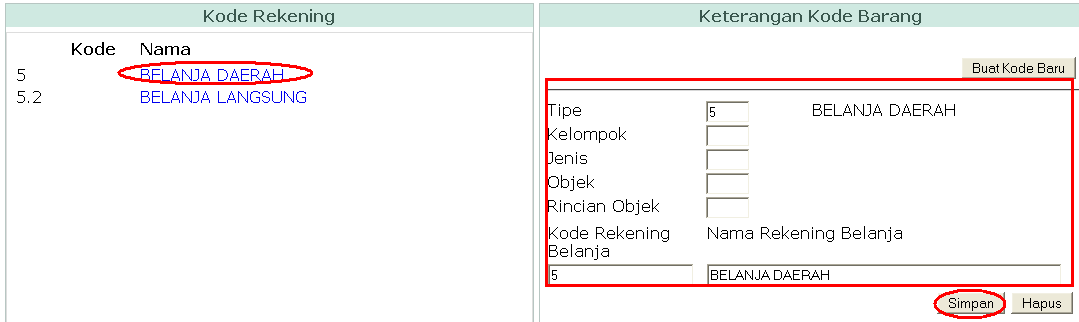 Kode Rekening
Kode Nama
5 BELANJA DAERAH
5.2 BELANJA LANGSUNG
Keterangan Kode Barang
Buat Kode Baru
Tipe 5 BELANJA DAERAH
Kelompok
Jenis
Objek
Rincian Objek
Kode Rekening Nama Rekening Belanja
Belanja
5 BELANJA DAERAH
Simpan Hapus